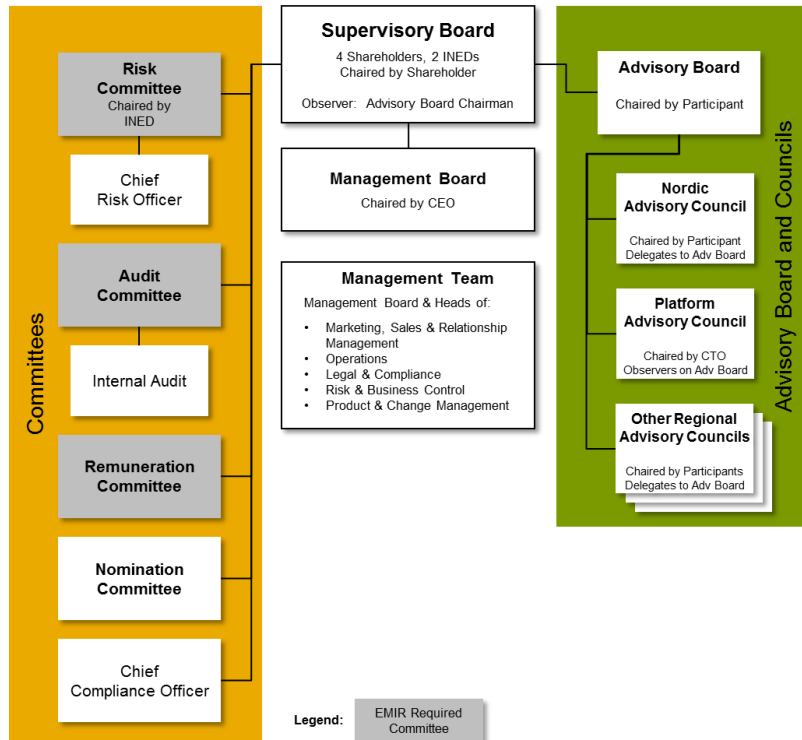 Committees
Risk
Committee
Chaired by
INED
Chief
Risk Officer
Audit
Committee
Internal Audit
Remuneration
Committee
Nomination
Committee
Chief
Compliance Officer
Supervisory Board
4 Shareholders, 2 INEDs
Chaired by Shareholder
Observer: Advisory Board Chairman
Management Board
Chaired by CEO
Management Team
Management Board & Heads of:
• Marketing, Sales & Relationship
Management
• Operations
• Legal & Compliance
• Risk & Business Control
• Product & Change Management
Advisory Board and Councils
Advisory Board
Chaired by Participant
Nordic
Advisory Council
Chaired by Participant
Delegates to Adv Board
Platform
Advisory Council
Chaired by CTO
Observers on Adv Board
Other Regional
Advisory Councils
Chaired by Participants
Delegates to Adv Board
Legend:
EMIR Required
Committee